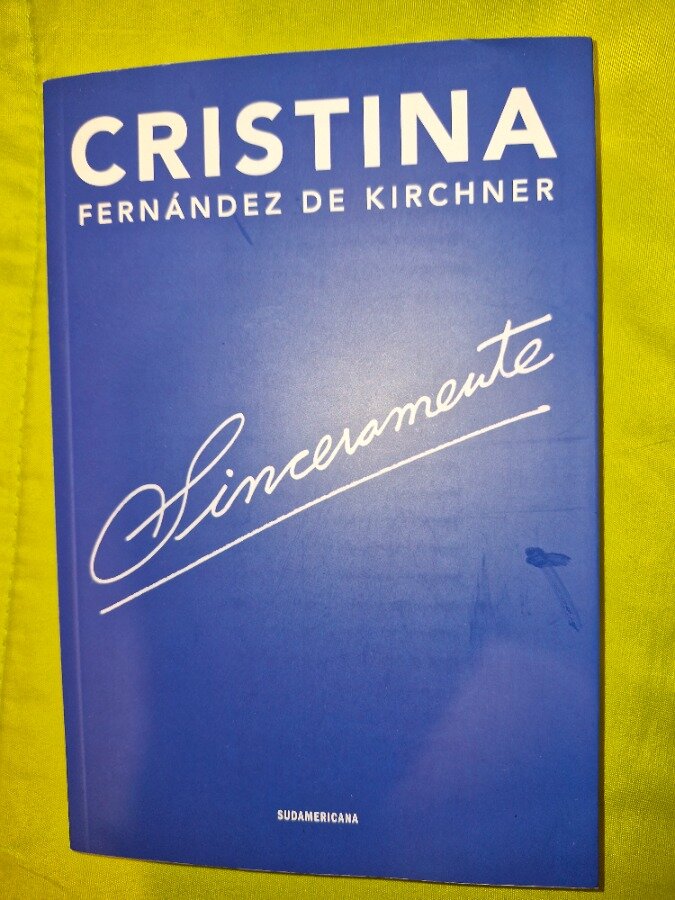 CRISTINA
FERNÁNDEZ DE KIRCHNER
Sinceramente
SUDAMERICANA